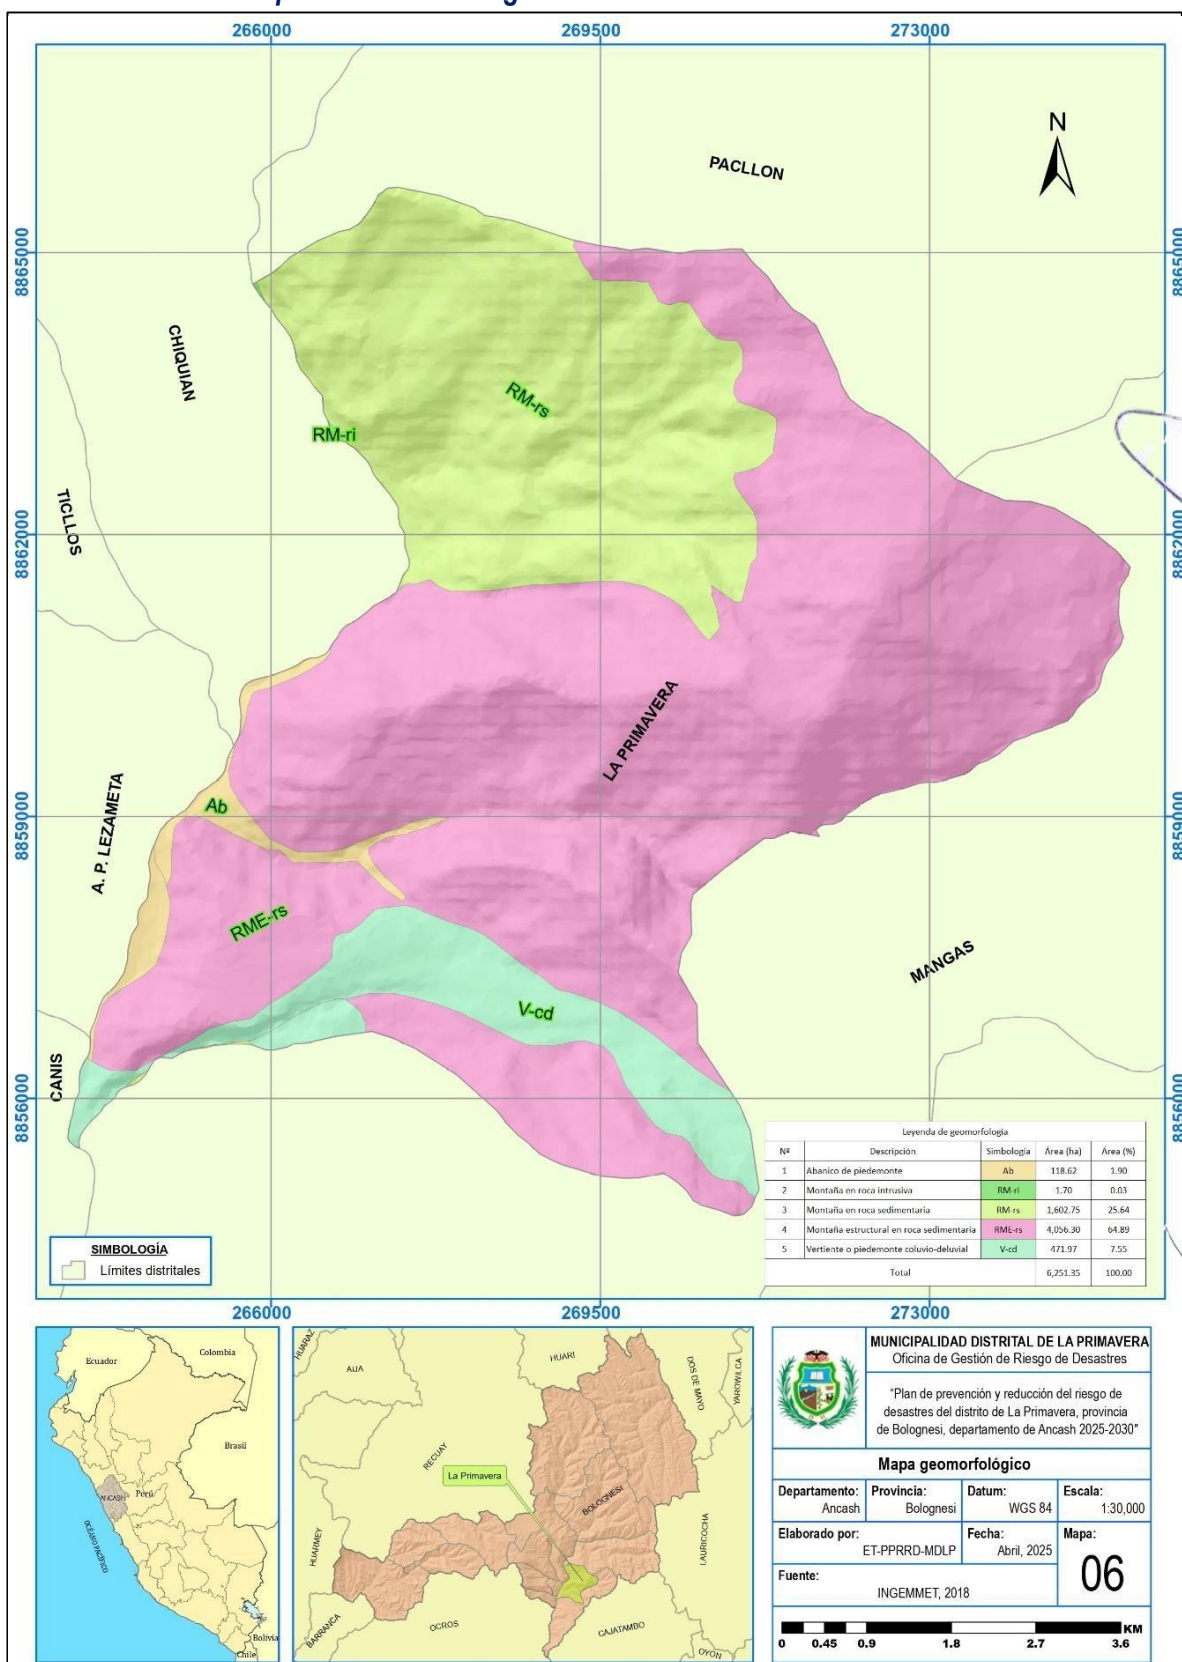 266000 269500 273000
N
PACLLON
8865000 8865000
CHIQUIAN
RM-rs
RM-ri
TICLLOS
8862000 8862000
LA PRIMAVERA
A. P. LEZAMETA
Ab
8859000 8859000
RME-rs
MANGAS
V-cd
CANIS
8856000 8856000
Leyenda de geomorfología
Nº Descripción Simbología Área (ha) Área (%)
1 Abanico de piedemonte Ab 118.62 1.90
2 Montaña en roca intrusiva RM-ri 1.70 0.03
3 Montaña en roca sedimentaria RM-rs 1,602.75 25.64
4 Montaña estructural en roca sedimentaria RME-rs 4,056.30 64.89
5 Vertiente o piedemonte coluvio-deluvial V-cd 471.97 7.55
Total 6,251.35 100.00
SIMBOLOGÍA
Límites distritales
266000 269500 273000
Ecuador
Colombia
Brasil
Perú
ANCASH
OCÉANO PACÍFICO
Bolivia
Chile
HUARAZ
AIJA
HUARI
DOS DE MAYO
YAROWILCA
RECUAY
La Primavera
BOLOGNESI
HUARMEY
LAURICOCHA
BARRANCA
OCROS
CAJATAMBO
OYON
MUNICIPALIDAD DISTRITAL DE LA PRIMAVERA
Oficina de Gestión de Riesgo de Desastres
"Plan de prevención y reducción del riesgo de
desastres del distrito de La Primavera, provincia
de Bolognesi, departamento de Ancash 2025-2030"
Mapa geomorfológico
Departamento: Provincia: Datum: Escala:
Ancash Bolognesi WGS 84 1:30,000
Elaborado por: Fecha: Mapa:
ET-PPRRD-MDLP Abril, 2025
06
Fuente:
INGEMMET, 2018
KM
0 0.45 0.9 1.8 2.7 3.6